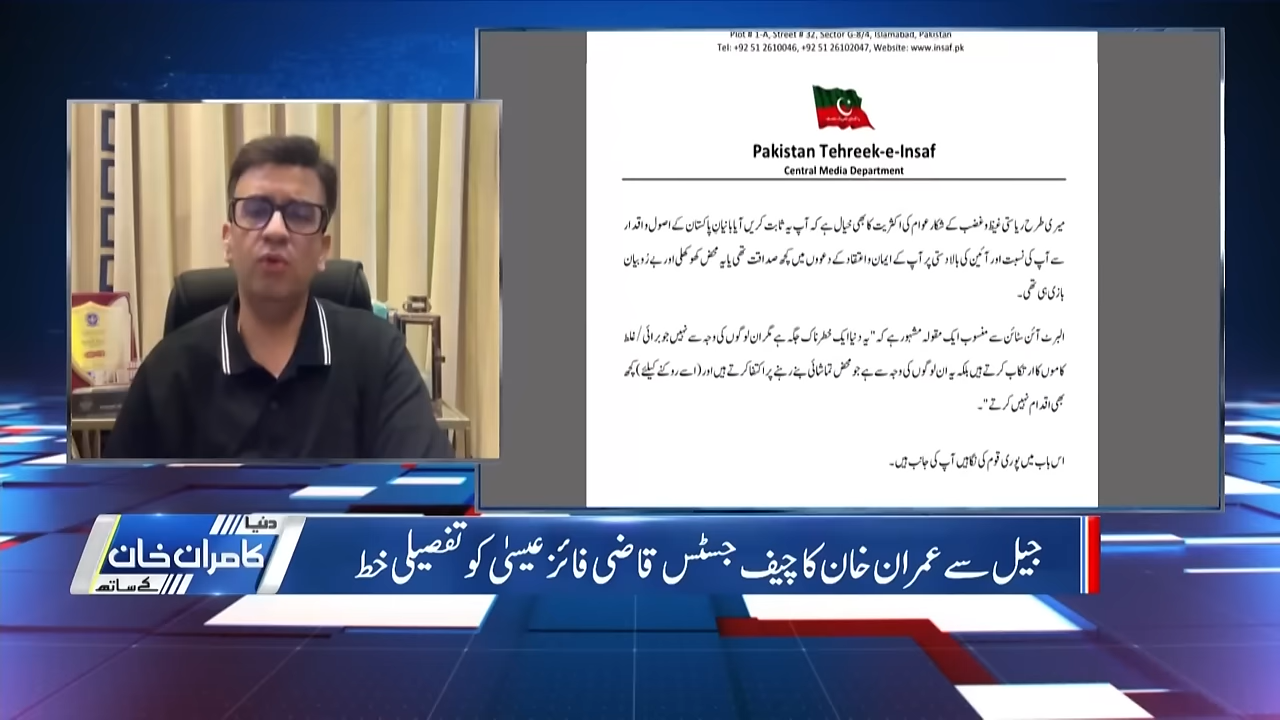 Plot # 1-A, Street # 32, Sector G-8/4, Islamabad, Pakistan
Tel: +92 51 2610046, +92 51 26102047, Website: www.insaf.pk
Pakistan Tehreek-e-Insaf
Central Media Department
میری طرح ریاستی غیظ و غضب کے شکار عوام کی اکثریت کا بھی خیال ہے کہ آپ یہ ثابت کریں آیا بانیانِ پاکستان کے اصول و اقدار
سے آپ کی نسبت اور آئین کی بالادستی پر آپ کے ایمان و اعتقاد کے دعووں میں کچھ صداقت تھی یا یہ محض کھوکھلی اور بے روح بیان
بازی ہی تھی۔
البرٹ آئن سٹائن سے منسوب ایک مقولہ مشہور ہے کہ "یہ دنیا ایک خطرناک جگہ ہے مگر ان لوگوں کی وجہ سے نہیں جو برائی/غلط
کاموں کا ارتکاب کرتے ہیں بلکہ یہ ان لوگوں کی وجہ سے ہے جو محض تماشائی بنے رہنے پر اکتفا کرتے ہیں اور (اسے روکنے کیلئے) کچھ
بھی اقدام نہیں کرتے"۔
اس باب میں پوری قوم کی نگاہیں آپ کی جانب ہیں۔
دنیا
کامران خان
کے ساتھ
جیل سے عمران خان کا چیف جسٹس قاضی فائز عیسیٰ کو تفصیلی خط